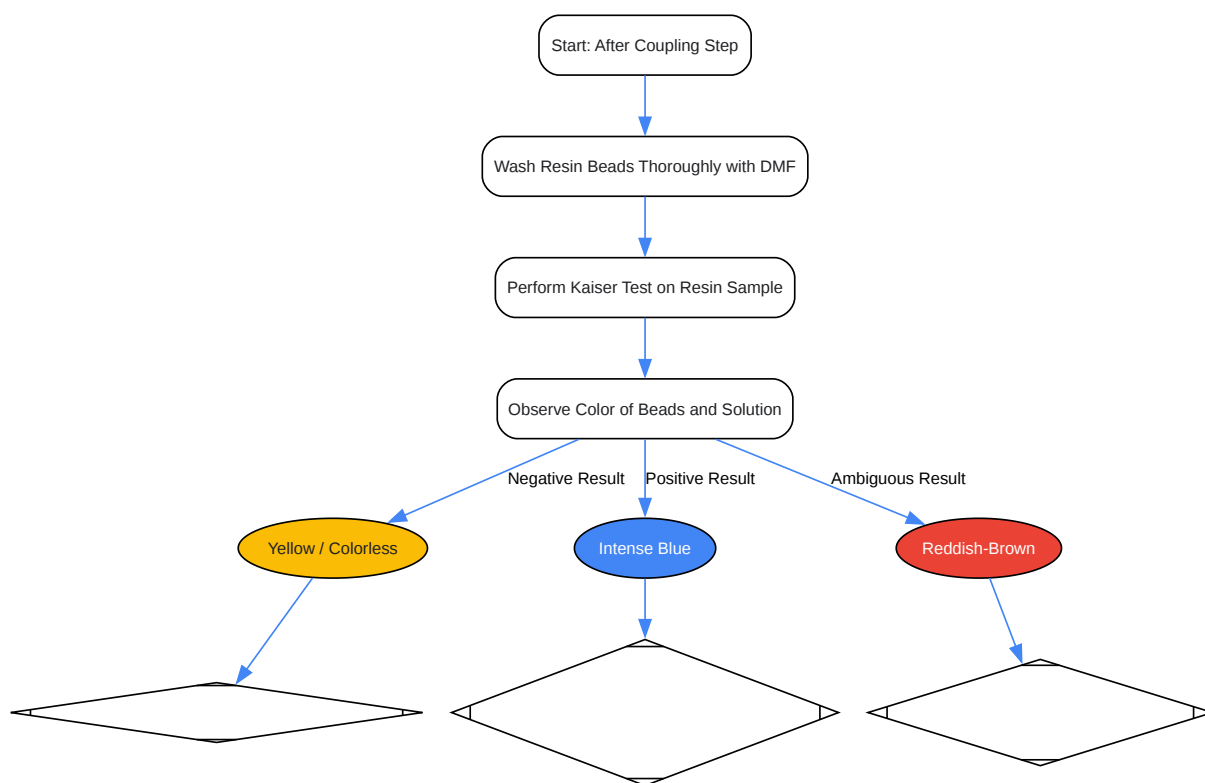 Start: After Coupling Step
Wash Resin Beads Thoroughly with DMF
Perform Kaiser Test on Resin Sample
Observe Color of Beads and Solution
Negative Result
Positive Result
Ambiguous Result
Yellow / Colorless
Intense Blue
Reddish-Brown